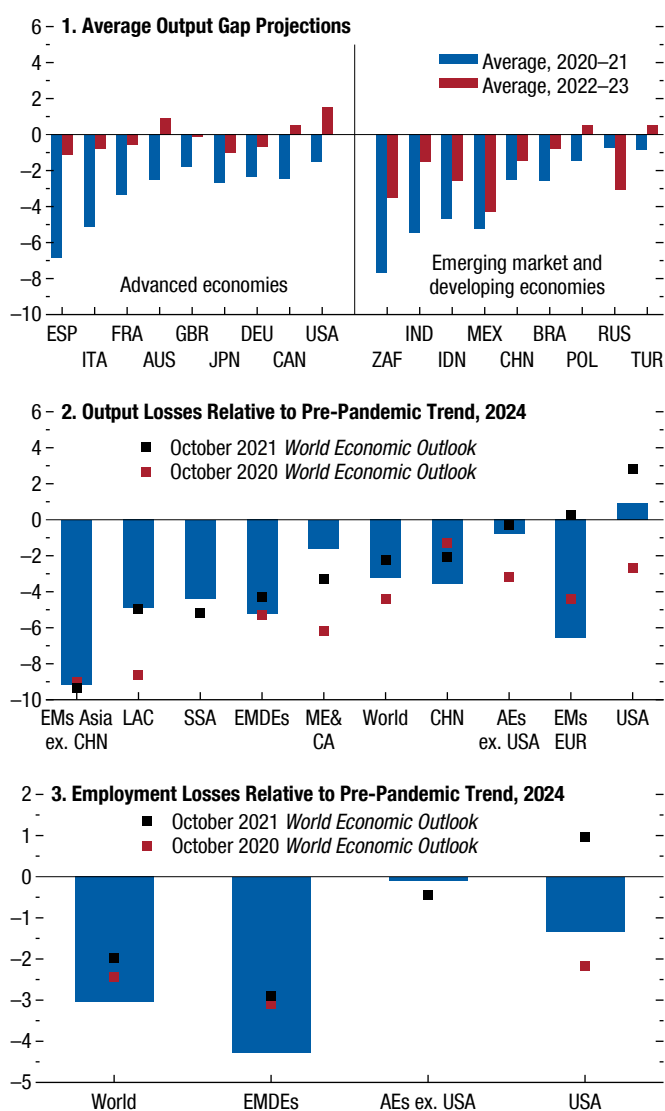 1. Average Output Gap Projections
Average, 2020–21
Average, 2022–23
6
4
2
0
–2
–4
–6
–8
–10
Advanced economies
Emerging market and
developing economies
ESP FRA GBR DEU USA IND MEX BRA RUS
ITA AUS JPN CAN ZAF IDN CHN POL TUR
2. Output Losses Relative to Pre-Pandemic Trend, 2024
October 2021 World Economic Outlook
October 2020 World Economic Outlook
6
4
2
0
–2
–4
–6
–8
–10
EMs Asia LAC SSA EMDEs ME& World CHN AEs EMs USA
ex. CHN CA ex. USA EUR
3. Employment Losses Relative to Pre-Pandemic Trend, 2024
October 2021 World Economic Outlook
October 2020 World Economic Outlook
2
1
0
–1
–2
–3
–4
–5
World EMDEs AEs ex. USA USA